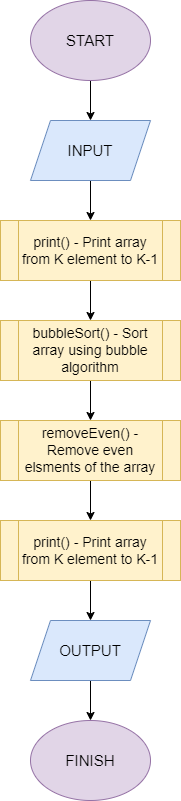 START
INPUT
print() - Print array
from K element to K-1
bubbleSort() - Sort
array using bubble
algorithm
removeEven() -
Remove even
elsments of the array
print() - Print array
from K element to K-1
OUTPUT
FINISH